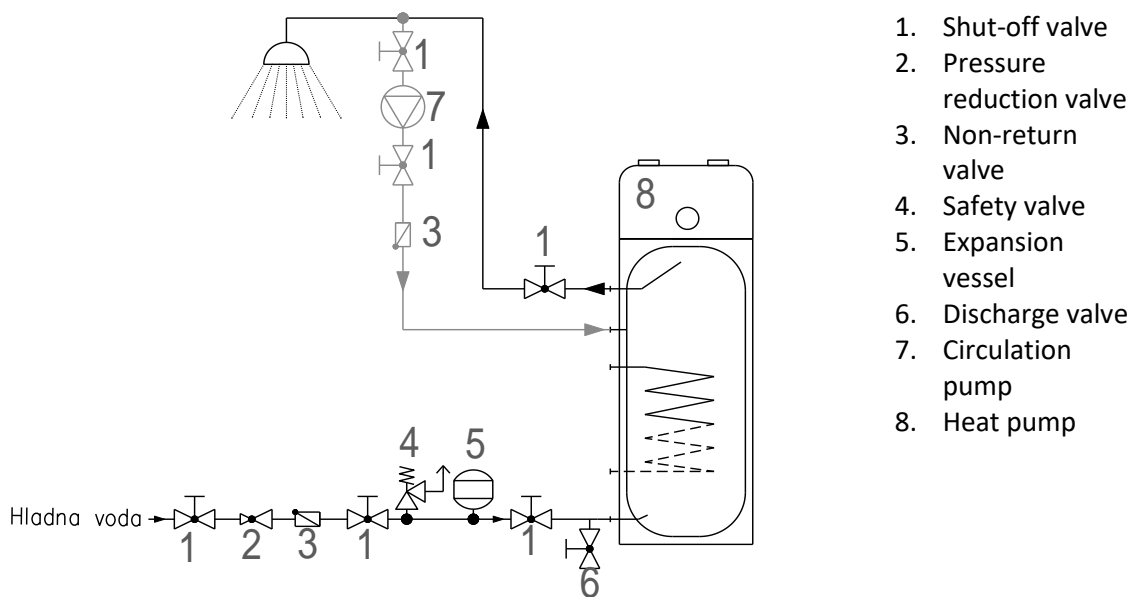 1
7
1
3
1
8
4
5
Hladna voda
1
2
3
1
1
6
1. Shut-off valve
2. Pressure
reduction valve
3. Non-return
valve
4. Safety valve
5. Expansion
vessel
6. Discharge valve
7. Circulation
pump
8. Heat pump